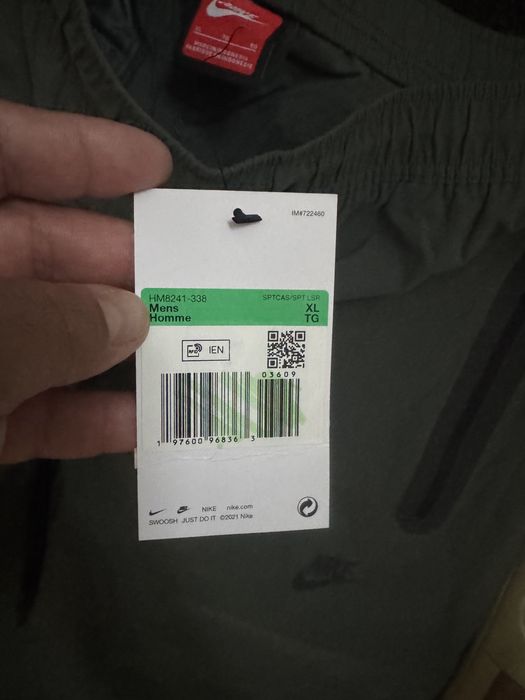 IM#722460
HM8241-338 SPTCAS/SPT LSR
Mens XL
Homme TG
RFID IEN
03609
1 97600 96836 3
NIKE nike.com
SWOOSH JUST DO IT ©2021 Nike